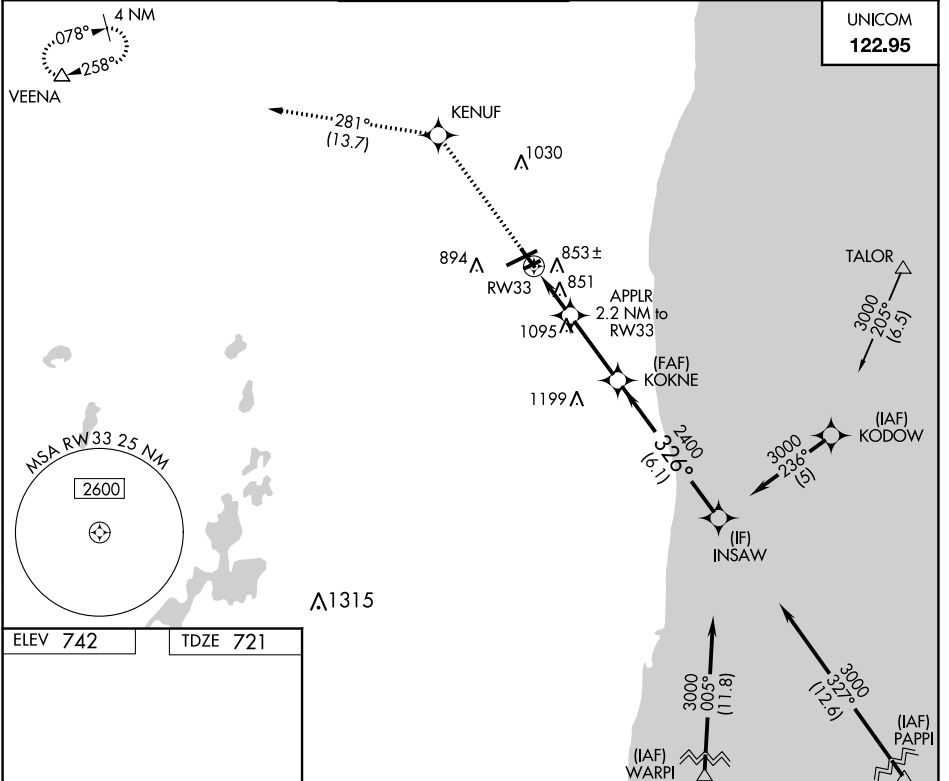 4 NM
078°
258°
VEENA
UNICOM
122.95
KENUF
281°
(13.7)
1030
894
853±
RW33
851
APPLR
2.2 NM to
RW33
1095
TALOR
3000
205°
(6.5)
(FAF)
KOKNE
1199
2400
326°
(6.1)
(IAF)
KODOW
3000
236°
(5)
MSA RW33 25 NM
2600
(IF)
INSAW
1315
ELEV 742
TDZE 721
3000
005°
(11.8)
3000
327°
(12.6)
(IAF)
WARPI
(IAF)
PAPPI